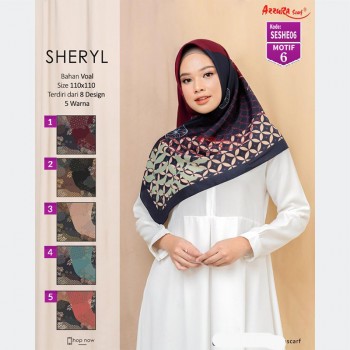 AZZURA Scarf
Kode:
SESHE06
MOTIF
6
SHERYL
Bahan Voal
Size 110x110
Terdiri dari 8 Design
5 Warna
1
2
3
4
5
hop now
scarf